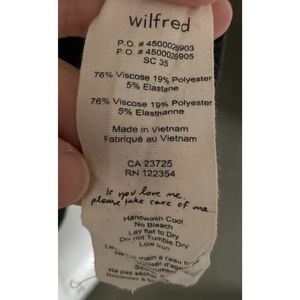 wilfred
P.O. # 4500026903
P.O. # 4500026905
SC 35
76% Viscose 19% Polyester
5% Elastane
76% Viscose 19% Polyester
5% Elasthanne
Made in Vietnam
Fabriqué au Vietnam
CA 23725
RN 122354
If you love me,
please take care of me...
Handwash Cool
No Bleach
Lay flat to Dry
Do not Tumble Dry
Low Iron
main à l'eau